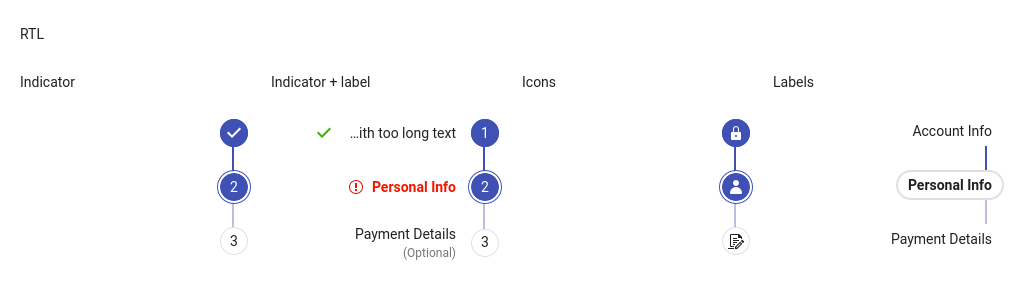 RTL
Indicator
Indicator + label
Icons
Labels
...ith too long text
1
Account Info
2
Personal Info
2
Personal Info
3
Payment Details
(Optional)
3
Payment Details